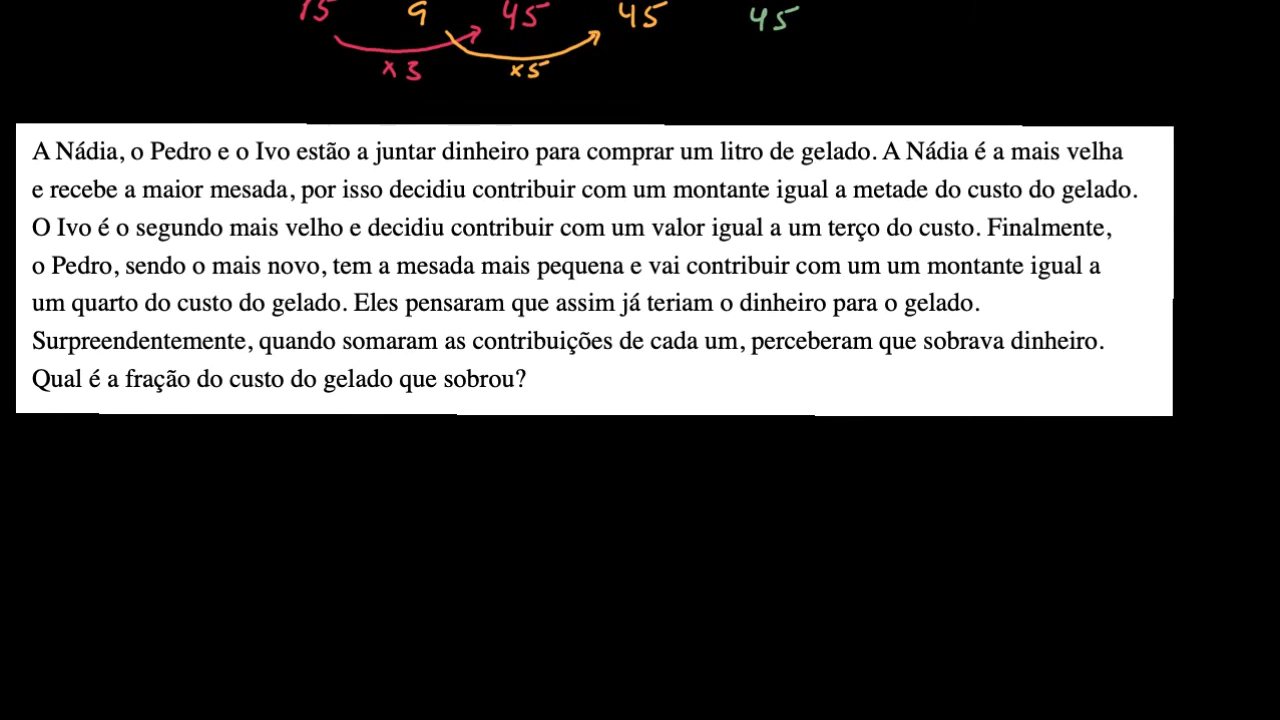 15 9 45 45 45
×3 ×5
A Nádia, o Pedro e o Ivo estão a juntar dinheiro para comprar um litro de gelado. A Nádia é a mais velha
e recebe a maior mesada, por isso decidiu contribuir com um montante igual a metade do custo do gelado.
O Ivo é o segundo mais velho e decidiu contribuir com um valor igual a um terço do custo. Finalmente,
o Pedro, sendo o mais novo, tem a mesada mais pequena e vai contribuir com um um montante igual a
um quarto do custo do gelado. Eles pensaram que assim já teriam o dinheiro para o gelado.
Surpreendentemente, quando somaram as contribuições de cada um, perceberam que sobrava dinheiro.
Qual é a fração do custo do gelado que sobrou?